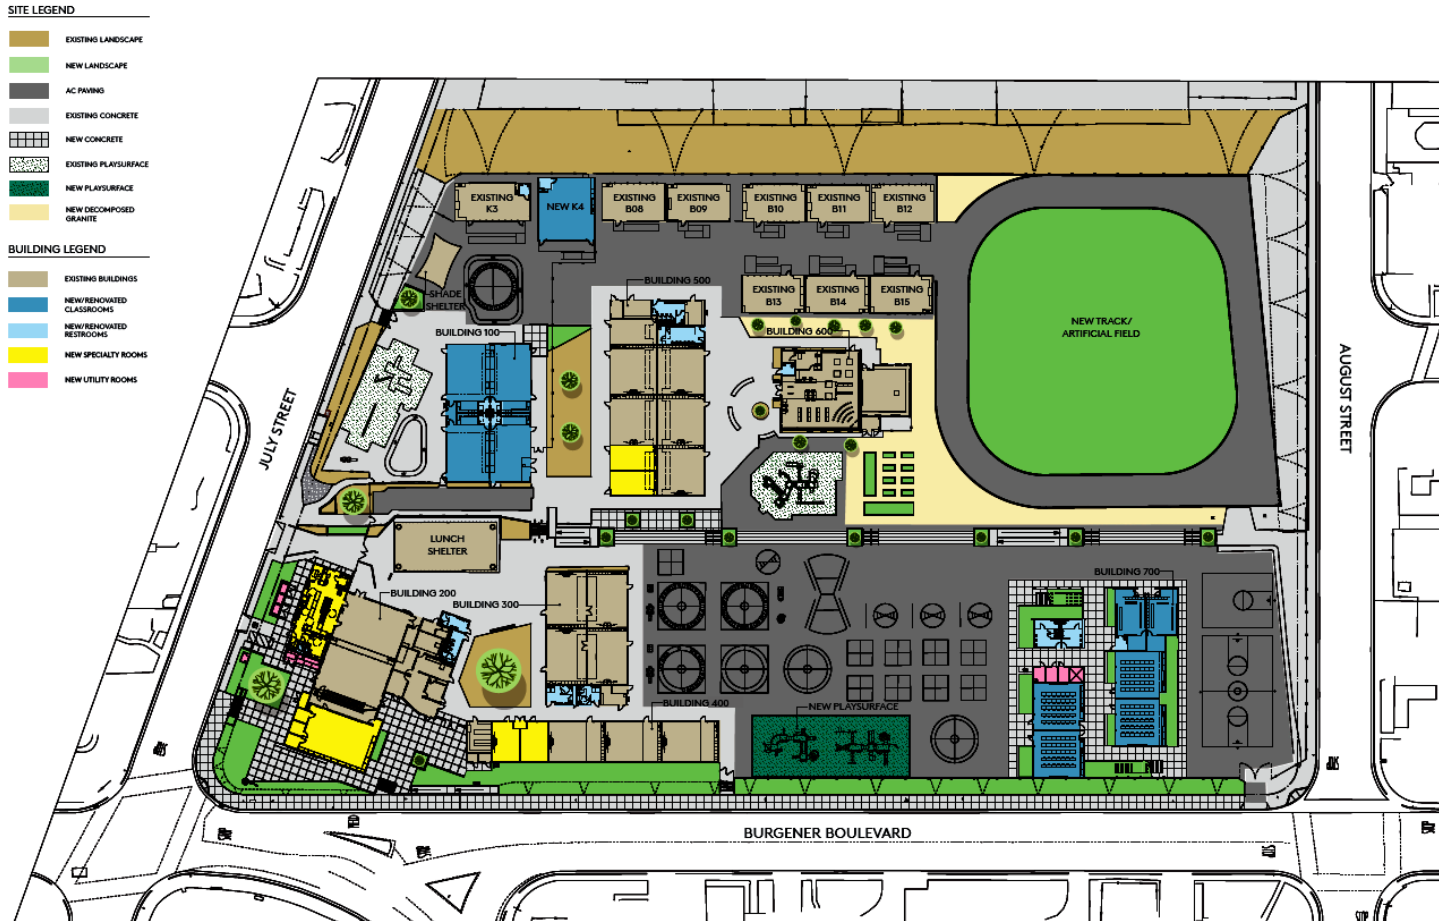 SITE LEGEND
EXISTING LANDSCAPE
NEW LANDSCAPE
AC PAVING
EXISTING CONCRETE
NEW CONCRETE
EXISTING PLAYSURFACE
NEW PLAYSURFACE
NEW DECOMPOSED
GRANITE
BUILDING LEGEND
EXISTING BUILDINGS
NEW/RENOVATED
CLASSROOMS
NEW/RENOVATED
RESTROOMS
NEW SPECIALTY ROOMS
NEW UTILITY ROOMS
EXISTING
K3
NEW K4
EXISTING
B08
EXISTING
B09
EXISTING
B10
EXISTING
B11
EXISTING
B12
SHADE
SHELTER
BUILDING 500
EXISTING
B13
EXISTING
B14
EXISTING
B15
BUILDING 100
BUILDING 600
NEW TRACK/
ARTIFICIAL FIELD
JULY STREET
AUGUST STREET
LUNCH
SHELTER
BUILDING 200
BUILDING 300
BUILDING 700
BUILDING 400
NEW PLAYSURFACE
BURGENER BOULEVARD